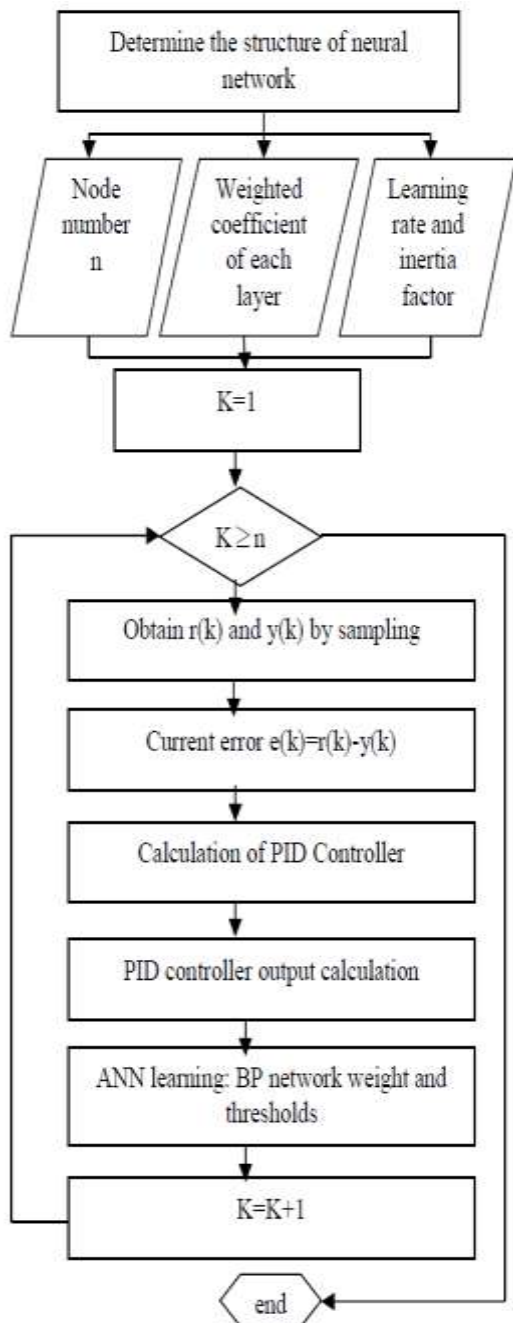 Determine the structure of neural
network
Node
number
n
Weighted
coefficient
of each
layer
Learning
rate and
inertia
factor
K=1
K≥n
Obtain r(k) and y(k) by sampling
Current error e(k)=r(k)-y(k)
Calculation of PID Controller
PID controller output calculation
ANN learning: BP network weight and
thresholds
K=K+1
end